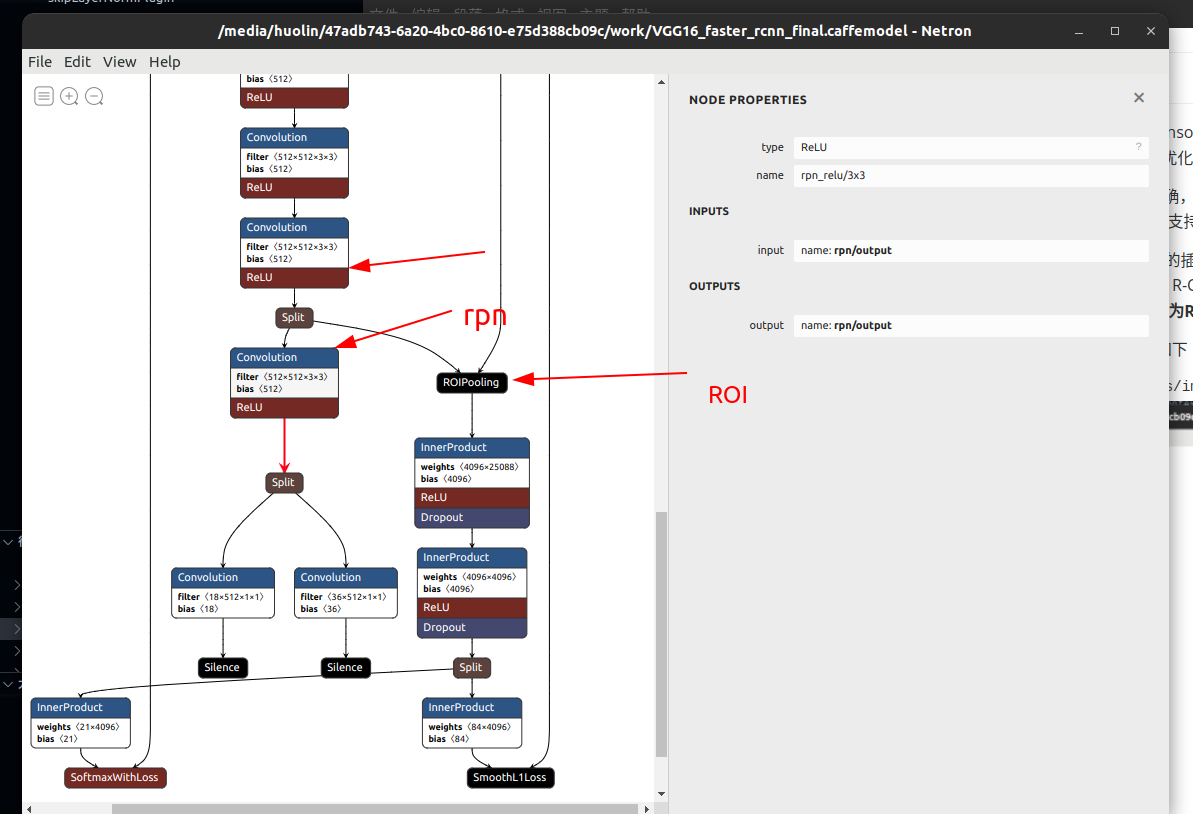 /media/huolin/47adb743-6a20-4bc0-8610-e75d388cb09c/work/VGG16_faster_rcnn_final.caffemodel - Netron
File Edit View Help
bias ⟨512⟩
ReLU
Convolution
filter ⟨512×512×3×3⟩
bias ⟨512⟩
ReLU
Convolution
filter ⟨512×512×3×3⟩
bias ⟨512⟩
ReLU
Split
rpn
Convolution
filter ⟨512×512×3×3⟩
bias ⟨512⟩
ReLU
ROIPooling
ROI
InnerProduct
weights ⟨4096×25088⟩
bias ⟨4096⟩
ReLU
Dropout
Split
InnerProduct
weights ⟨4096×4096⟩
bias ⟨4096⟩
ReLU
Dropout
Convolution
filter ⟨18×512×1×1⟩
bias ⟨18⟩
Convolution
filter ⟨36×512×1×1⟩
bias ⟨36⟩
Silence
Silence
Split
InnerProduct
weights ⟨21×4096⟩
bias ⟨21⟩
InnerProduct
weights ⟨84×4096⟩
bias ⟨84⟩
SoftmaxWithLoss
SmoothL1Loss
NODE PROPERTIES
type ReLU ?
name rpn_relu/3x3
INPUTS
input name: rpn/output
OUTPUTS
output name: rpn/output